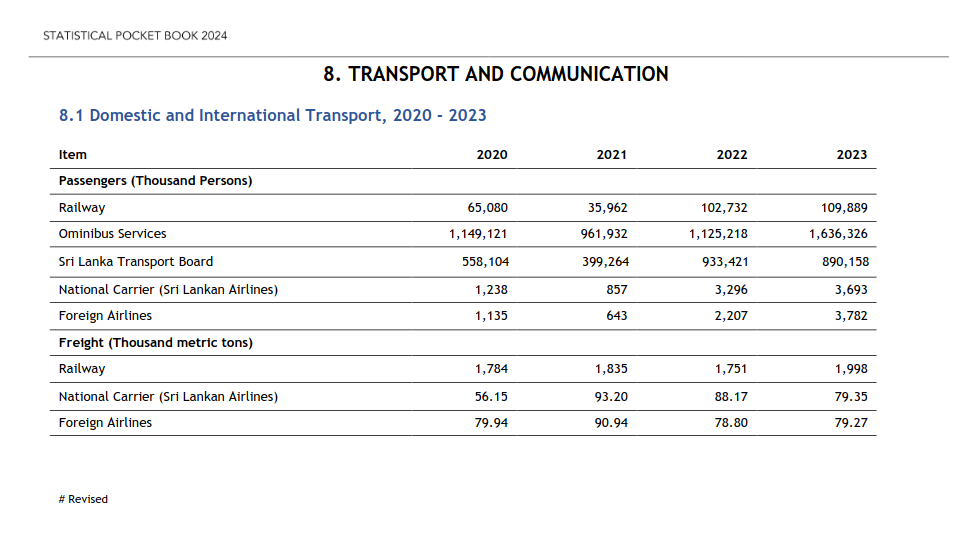 STATISTICAL POCKET BOOK 2024
8. TRANSPORT AND COMMUNICATION
8.1 Domestic and International Transport, 2020 - 2023
Item 2020 2021 2022 2023
Passengers (Thousand Persons)
Railway 65,080 35,962 102,732 109,889
Ominibus Services 1,149,121 961,932 1,125,218 1,636,326
Sri Lanka Transport Board 558,104 399,264 933,421 890,158
National Carrier (Sri Lankan Airlines) 1,238 857 3,296 3,693
Foreign Airlines 1,135 643 2,207 3,782
Freight (Thousand metric tons)
Railway 1,784 1,835 1,751 1,998
National Carrier (Sri Lankan Airlines) 56.15 93.20 88.17 79.35
Foreign Airlines 79.94 90.94 78.80 79.27
# Revised